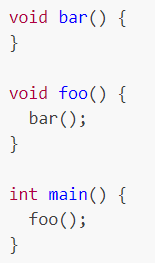 void bar() {
}

void foo() {
  bar();
}

int main() {
  foo();
}